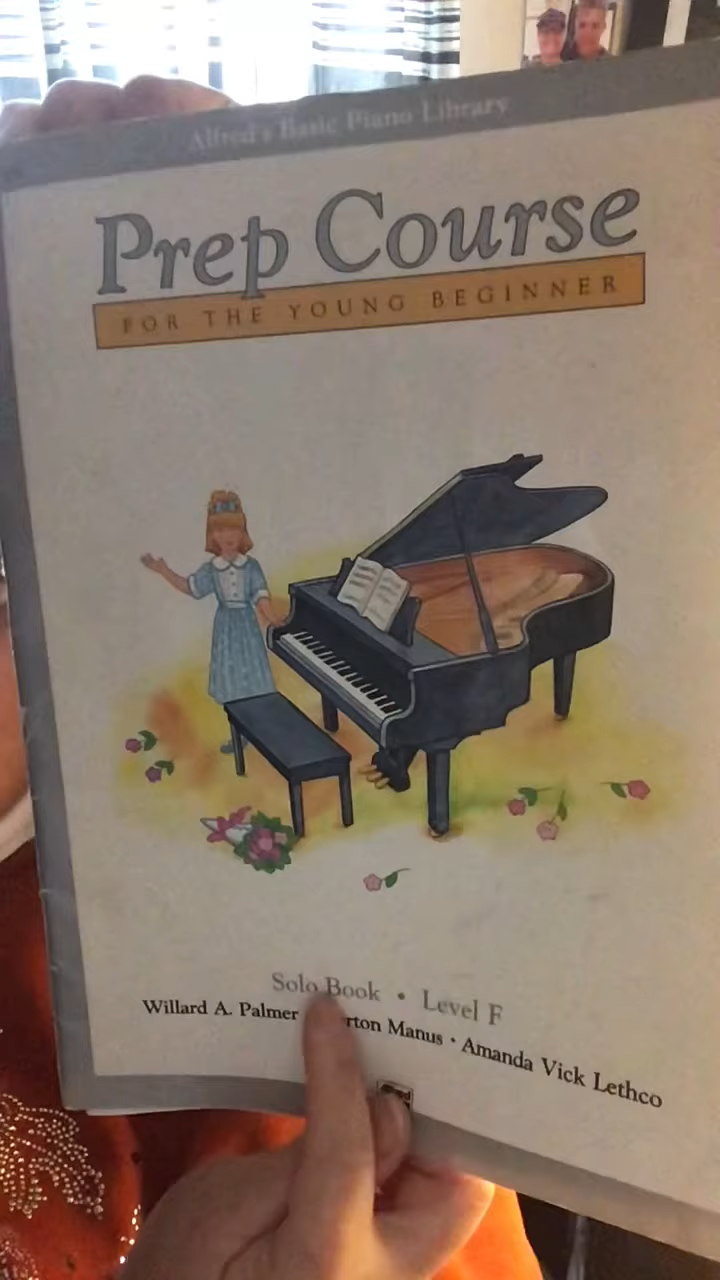 Alfred's Basic Piano Library
Prep Course
FOR THE YOUNG BEGINNER
Solo Book • Level F
Willard A. Palmer rton Manus • Amanda Vick Lethco